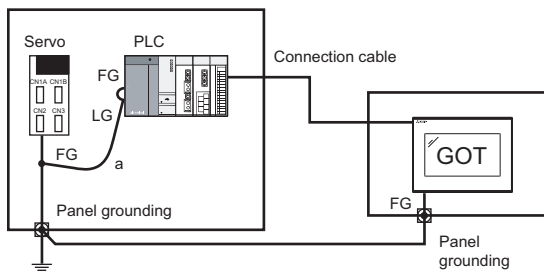 Servo
PLC
CN1A CN1B
CN2 CN3
FG
LG
FG
a
Panel grounding
Connection cable
GOT
FG
Panel
grounding